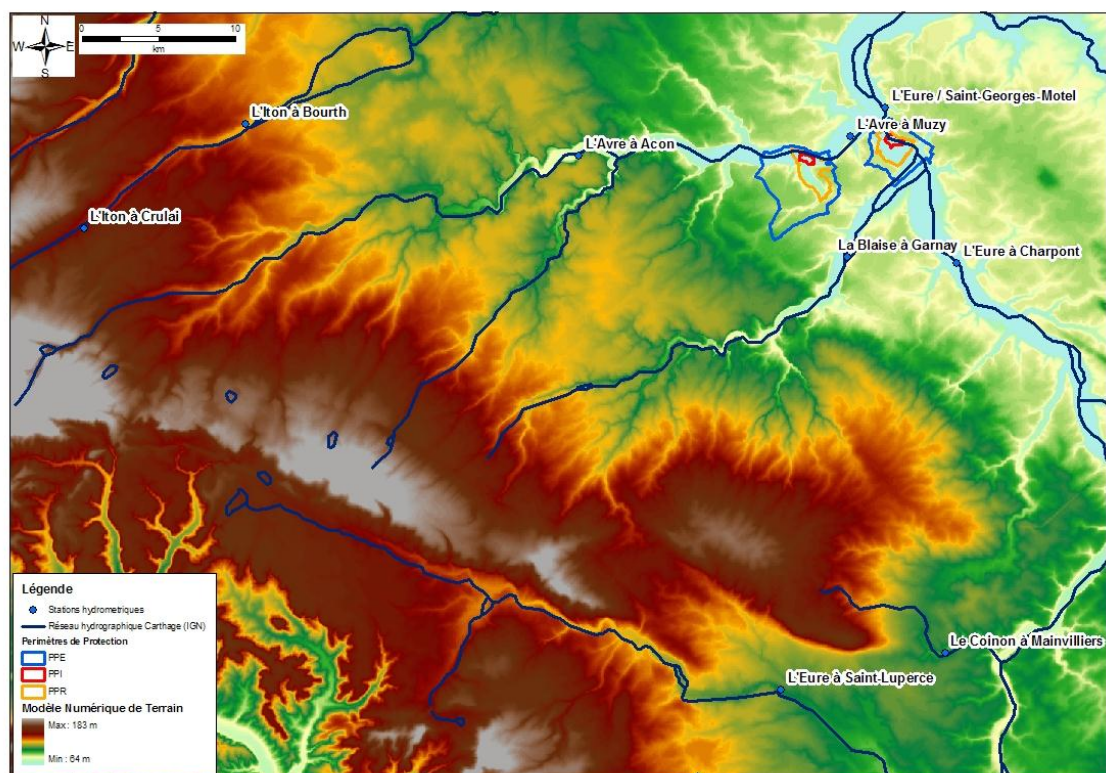 N
W E
S
0 5 10
km
L'Eure / Saint-Georges-Motel
L'Iton à Bourth
L'Avre à Muzy
L'Avre à Acon
L'Iton à Crulai
La Blaise à Garnay
L'Eure à Charpont
Légende
Stations hydrometriques
Réseau hydrographique Carthage (IGN)
Perimètres de Protection
PPE
PPI
PPR
Modèle Numérique de Terrain
Max : 183 m
Min : 64 m
Le Coinon à Mainvilliers
L'Eure à Saint-Luperce